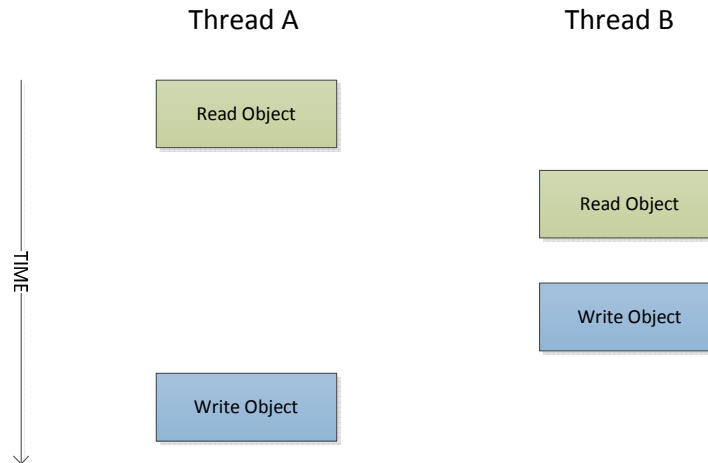 Thread A
Thread B
Read Object
Read Object
TIME
Write Object
Write Object